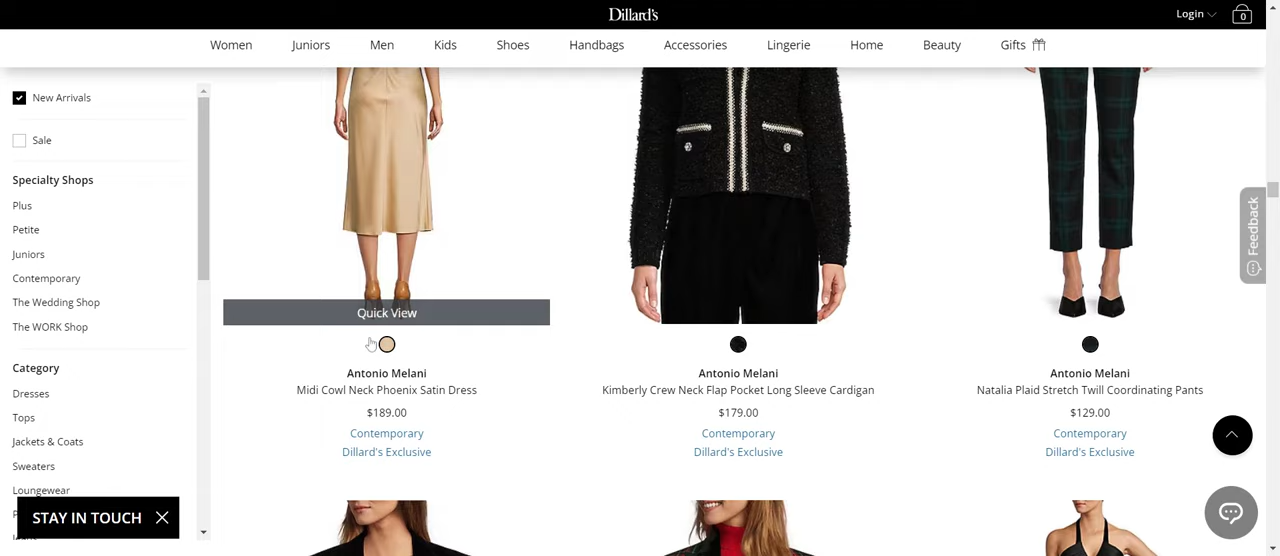 Dillard's
Login
0
Women Juniors Men Kids Shoes Handbags Accessories Lingerie Home Beauty Gifts
New Arrivals
Sale
Specialty Shops
Plus
Petite
Juniors
Contemporary
The Wedding Shop
The WORK Shop
Category
Dresses
Tops
Jackets & Coats
Sweaters
Loungewear
STAY IN TOUCH
Quick View
Antonio Melani
Midi Cowl Neck Phoenix Satin Dress
$189.00
Contemporary
Dillard's Exclusive
Antonio Melani
Kimberly Crew Neck Flap Pocket Long Sleeve Cardigan
$179.00
Contemporary
Dillard's Exclusive
Antonio Melani
Natalia Plaid Stretch Twill Coordinating Pants
$129.00
Contemporary
Dillard's Exclusive
Feedback